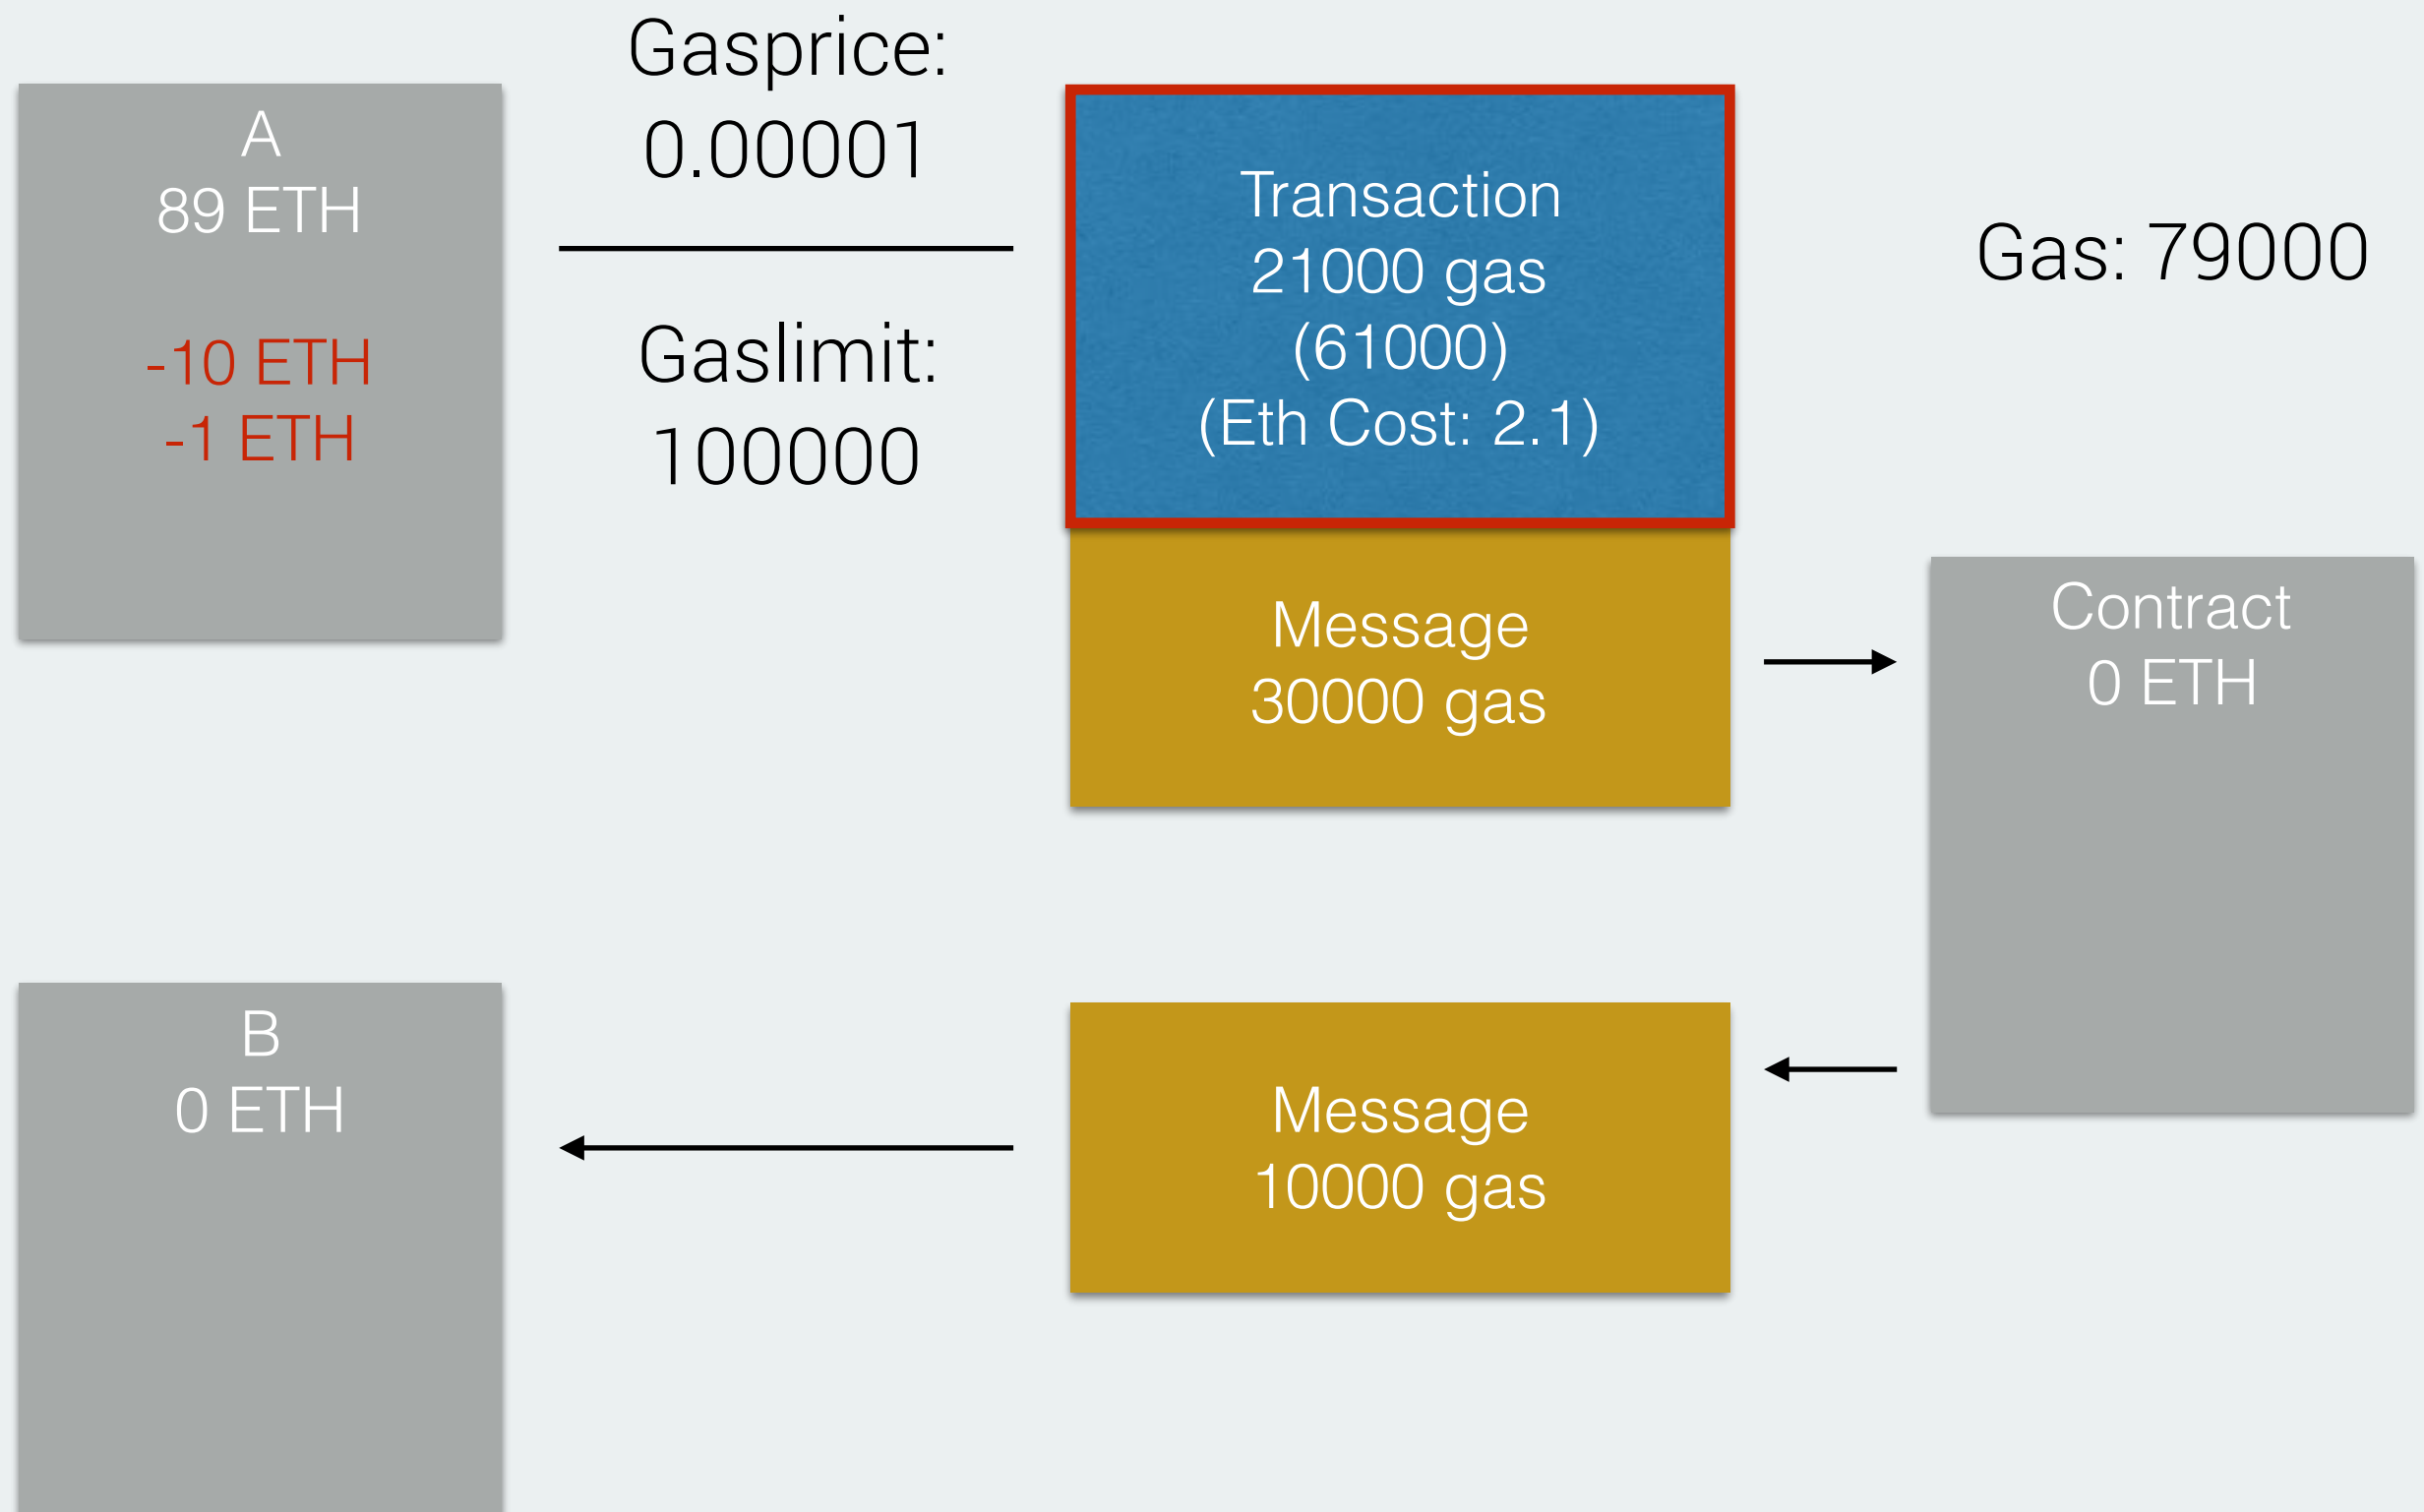 A
89 ETH
-10 ETH
-1 ETH
Gasprice:
0.00001
Gaslimit:
100000
Transaction
21000 gas
(61000)
(Eth Cost: 2.1)
Gas: 79000
Message
30000 gas
Contract
0 ETH
B
0 ETH
Message
10000 gas